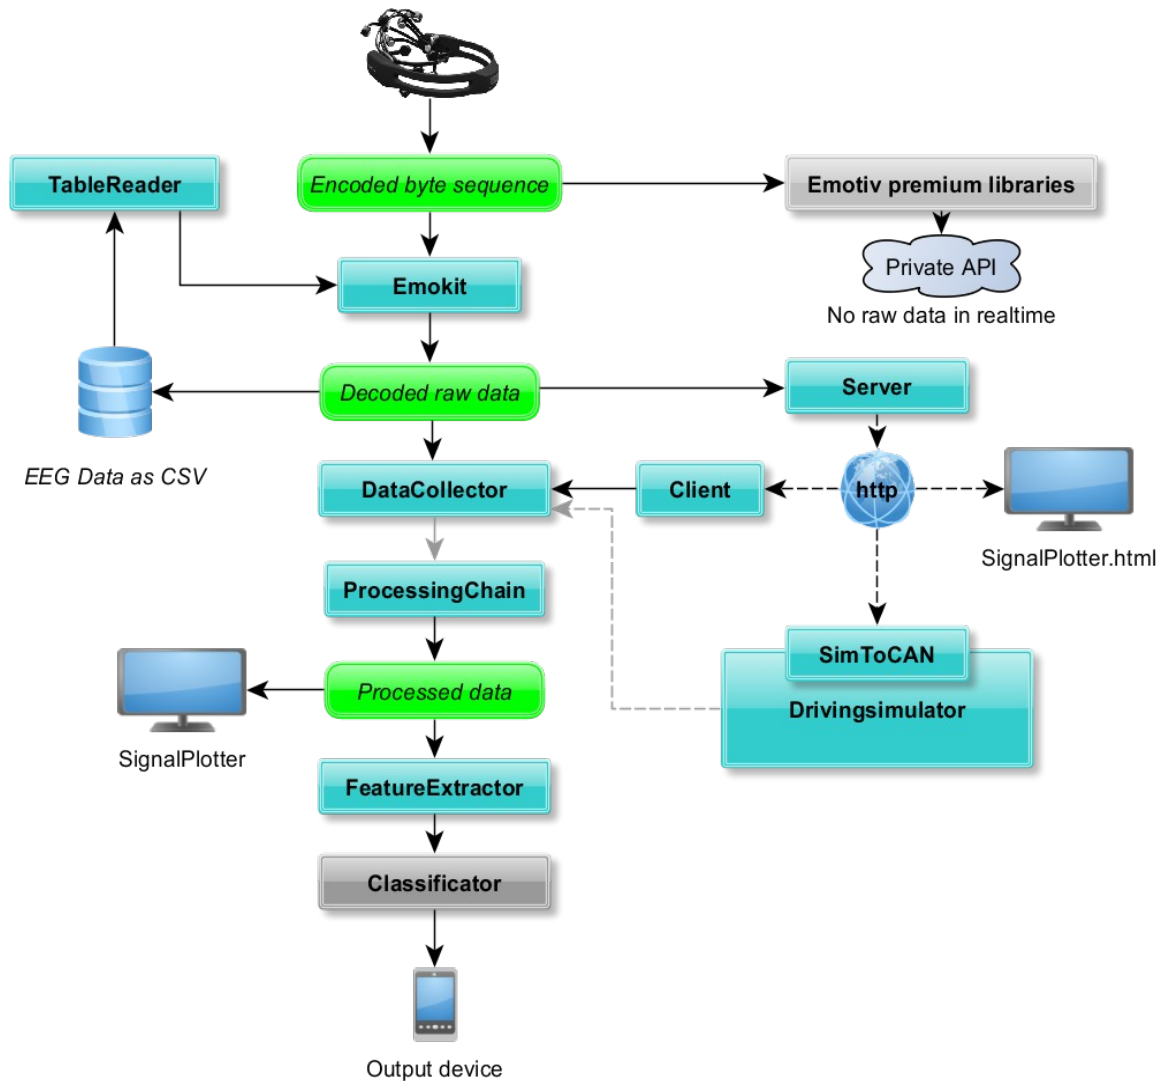 TableReader
Encoded byte sequence
Emotiv premium libraries
Private API
No raw data in realtime
Emokit
Decoded raw data
Server
EEG Data as CSV
DataCollector
Client
http
SignalPlotter.html
ProcessingChain
SimToCAN
Drivingsimulator
Processed data
SignalPlotter
FeatureExtractor
Classificator
Output device